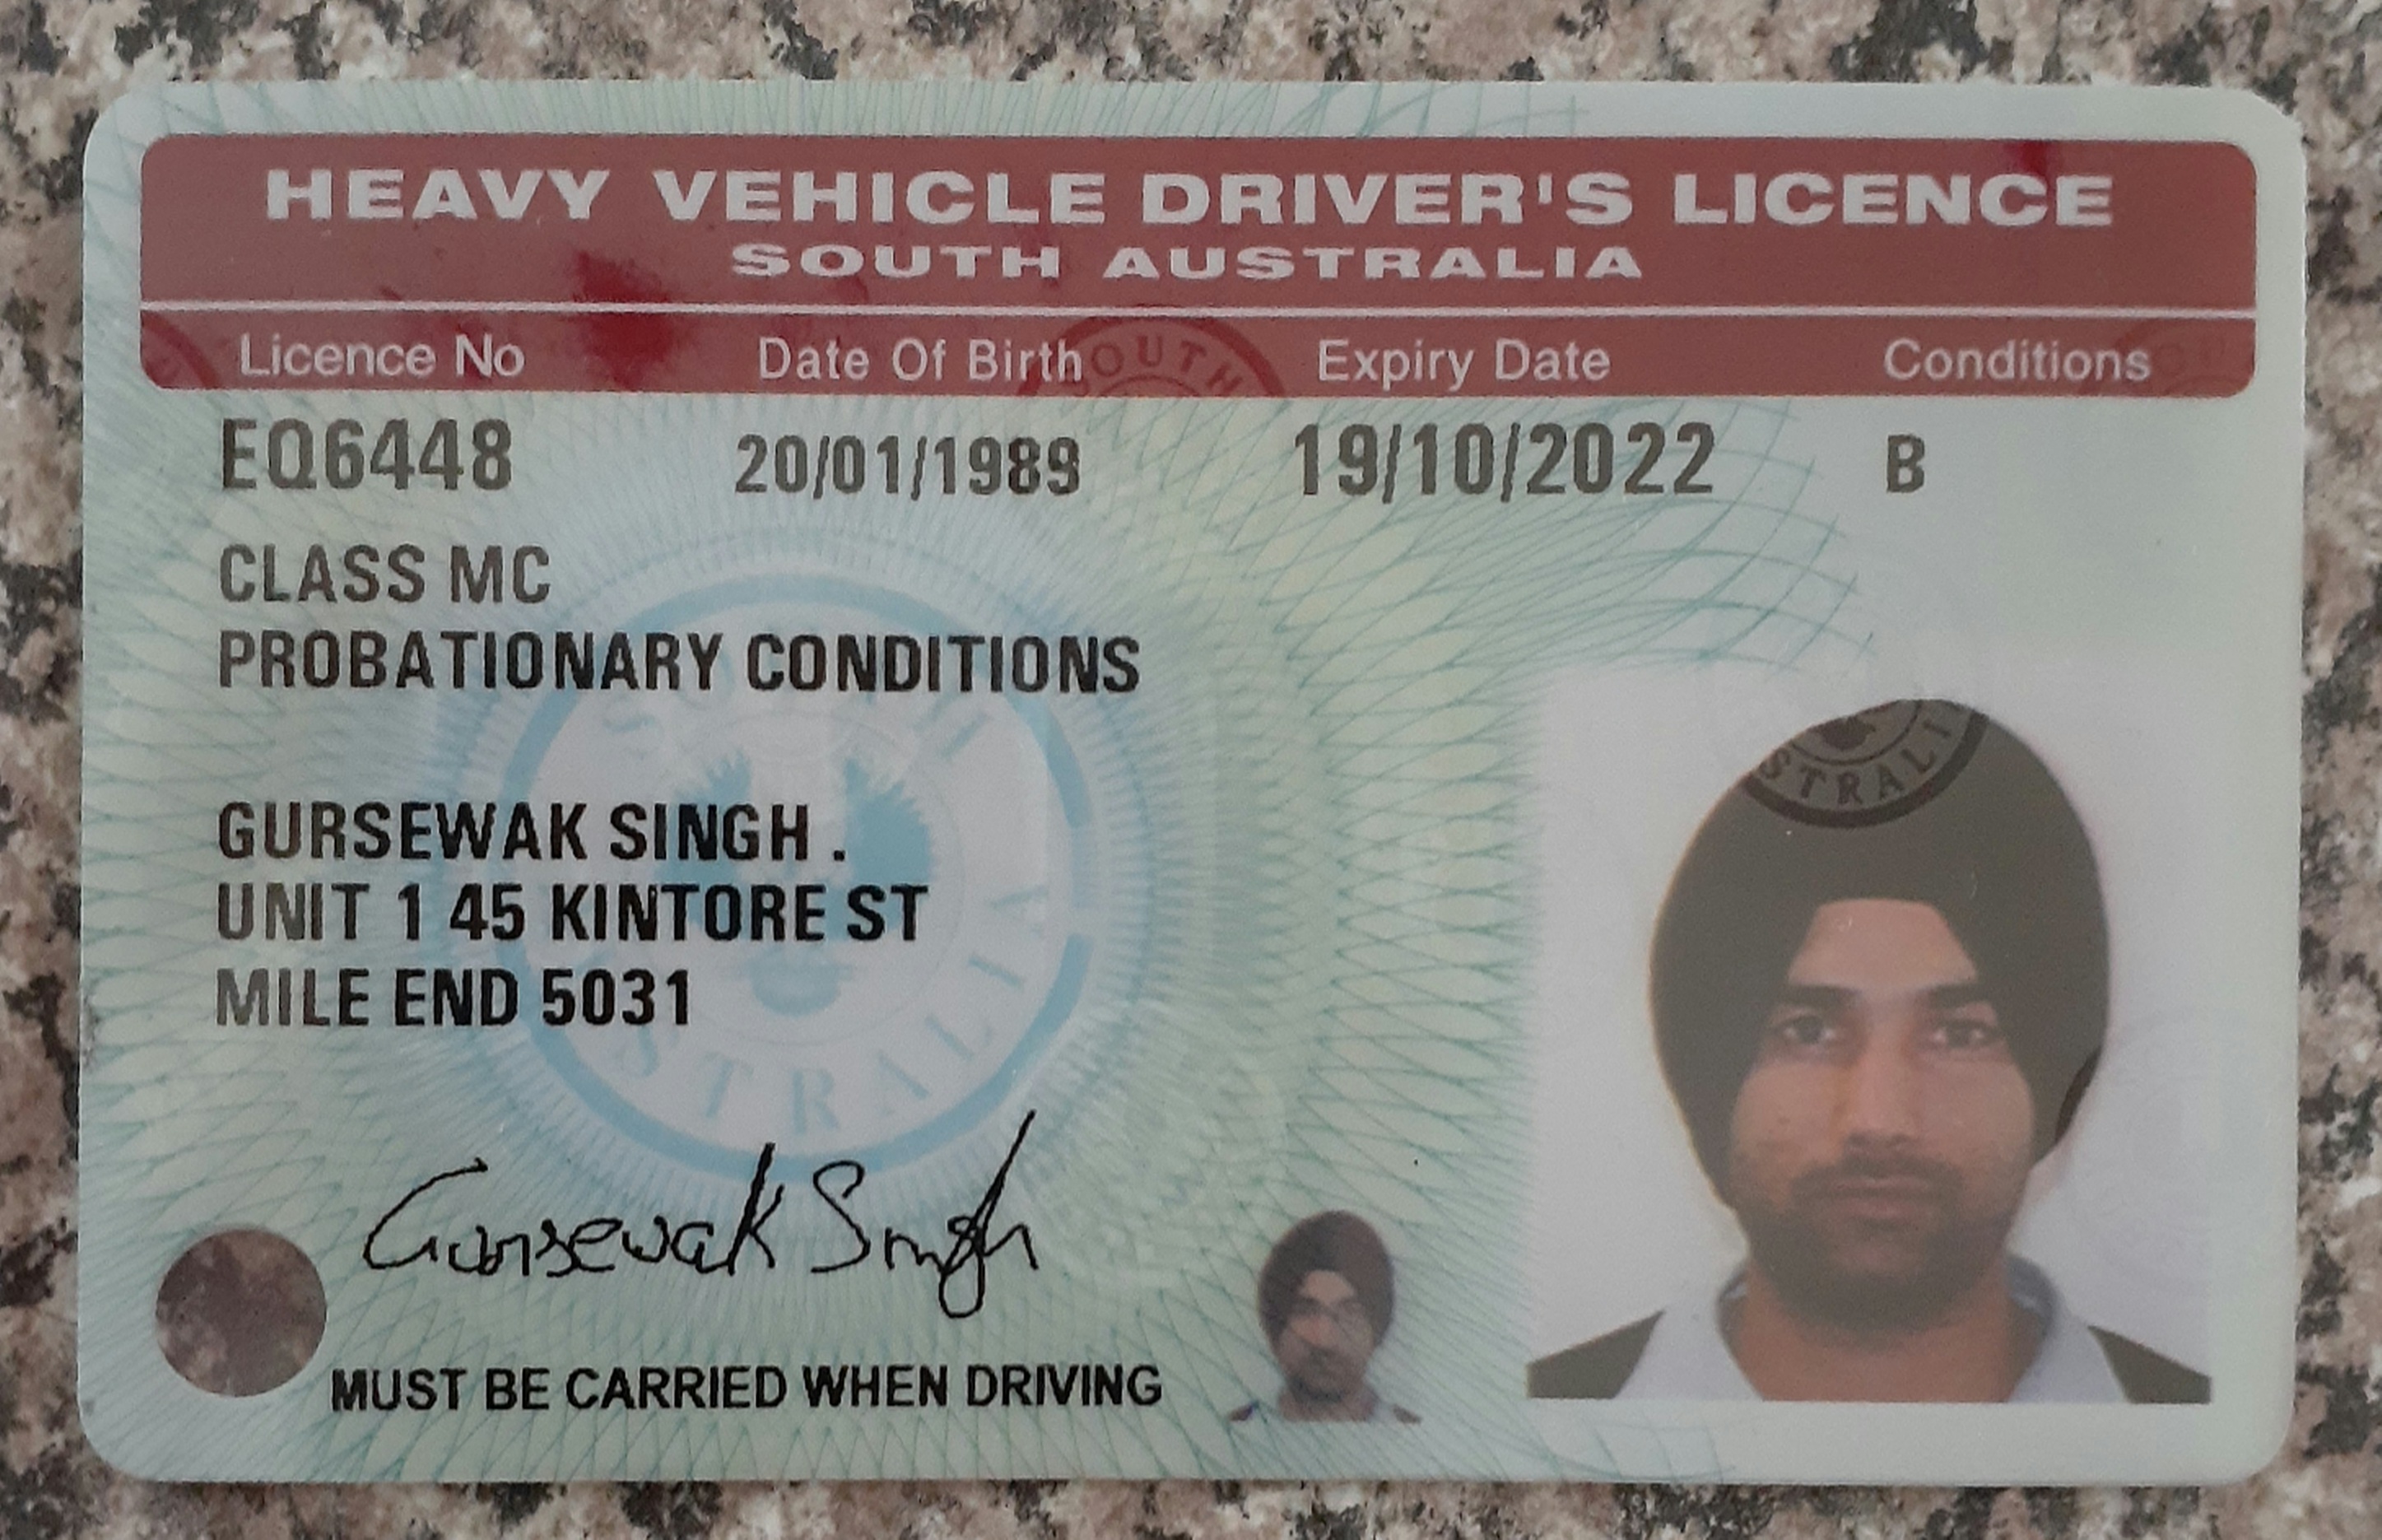 HEAVY VEHICLE DRIVER'S LICENCE
SOUTH AUSTRALIA
Licence No Date Of Birth Expiry Date Conditions
EQ6448 20/01/1989 19/10/2022 B
CLASS MC
PROBATIONARY CONDITIONS
GURSEWAK SINGH .
UNIT 1 45 KINTORE ST
MILE END 5031
Gursewak Singh
MUST BE CARRIED WHEN DRIVING